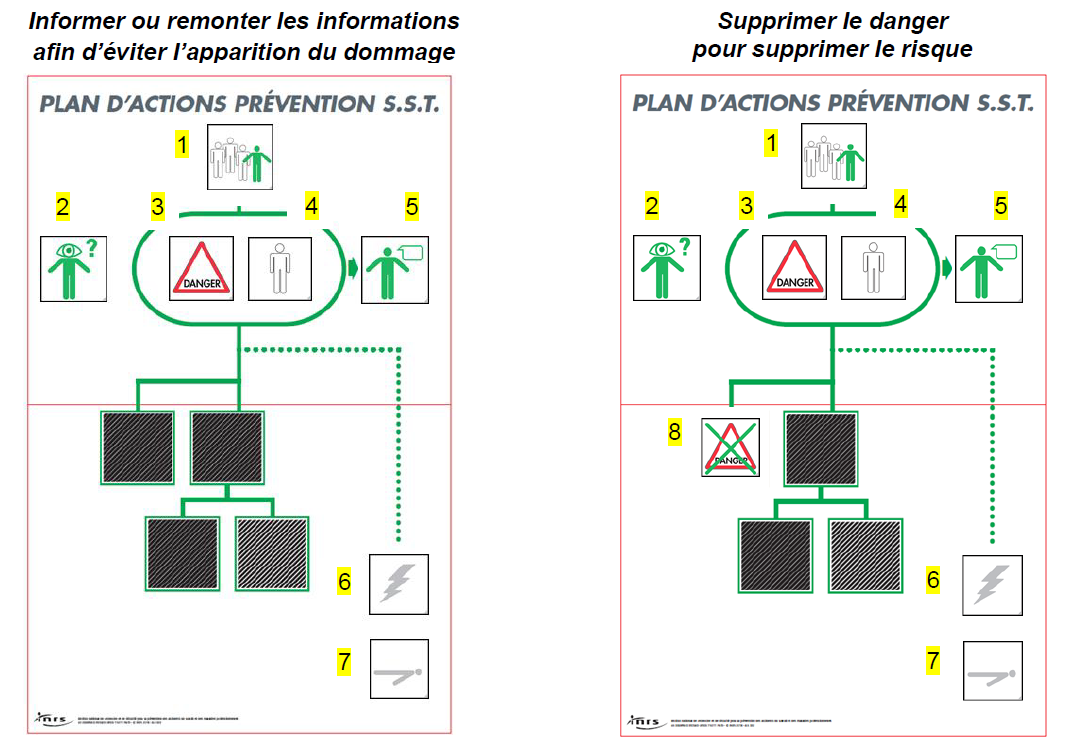 Informer ou remonter les informations
afin d'éviter l'apparition du dommage
PLAN D'ACTIONS PRÉVENTION S.S.T.
1
2
3
4
5
?
DANGER
6
7
inrs
Supprimer le danger
pour supprimer le risque
PLAN D'ACTIONS PRÉVENTION S.S.T.
1
2
3
4
5
?
DANGER
8
DANGER
6
7
inrs